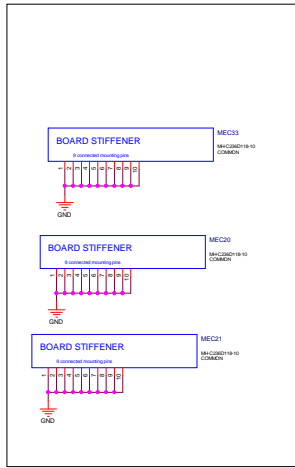 MEC33
BOARD STIFFENER
MH-C236D118-10
COMMON
9 connected mounting pins
1 2 3 4 5 6 7 8 9 10
GND
MEC20
BOARD STIFFENER
MH-C236D118-10
COMMON
9 connected mounting pins
1 2 3 4 5 6 7 8 9 10
GND
MEC21
BOARD STIFFENER
MH-C236D118-10
COMMON
9 connected mounting pins
1 2 3 4 5 6 7 8 9 10
GND